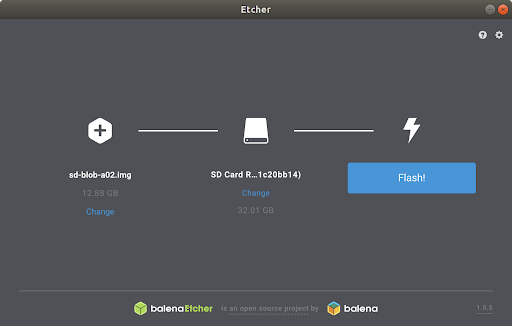 Etcher
sd-blob-a02.img
12.88 GB
Change
SD Card R...1c20bb14)
Change
32.01 GB
Flash!
balenaEtcher is an open source project by balena
1.5.5